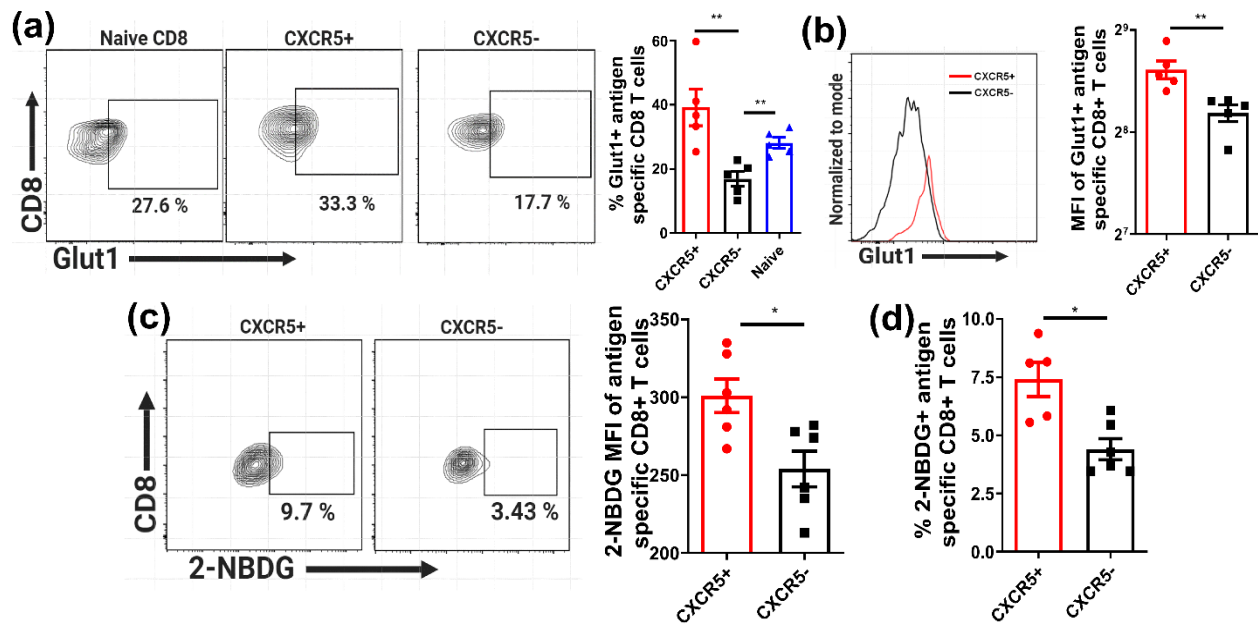 (a)
Naive CD8
CXCR5+
CXCR5-
CD8
27.6 %
33.3 %
17.7 %
Glut1
% Glut1+ antigen
specific CD8 T cells
60
40
20
0
**
**
CXCR5+
CXCR5-
Naive
(b)
Normalized to mode
CXCR5+
CXCR5-
Glut1
MFI of Glut1+ antigen
specific CD8+ T cells
2⁹
2⁸
2⁷
**
CXCR5+
CXCR5-
(c)
CXCR5+
CXCR5-
CD8
9.7 %
3.43 %
2-NBDG
2-NBDG MFI of antigen
specific CD8+ T cells
350
300
250
200
*
CXCR5+
CXCR5-
(d)
% 2-NBDG+ antigen
specific CD8+ T cells
10.0
7.5
5.0
2.5
0.0
*
CXCR5+
CXCR5-